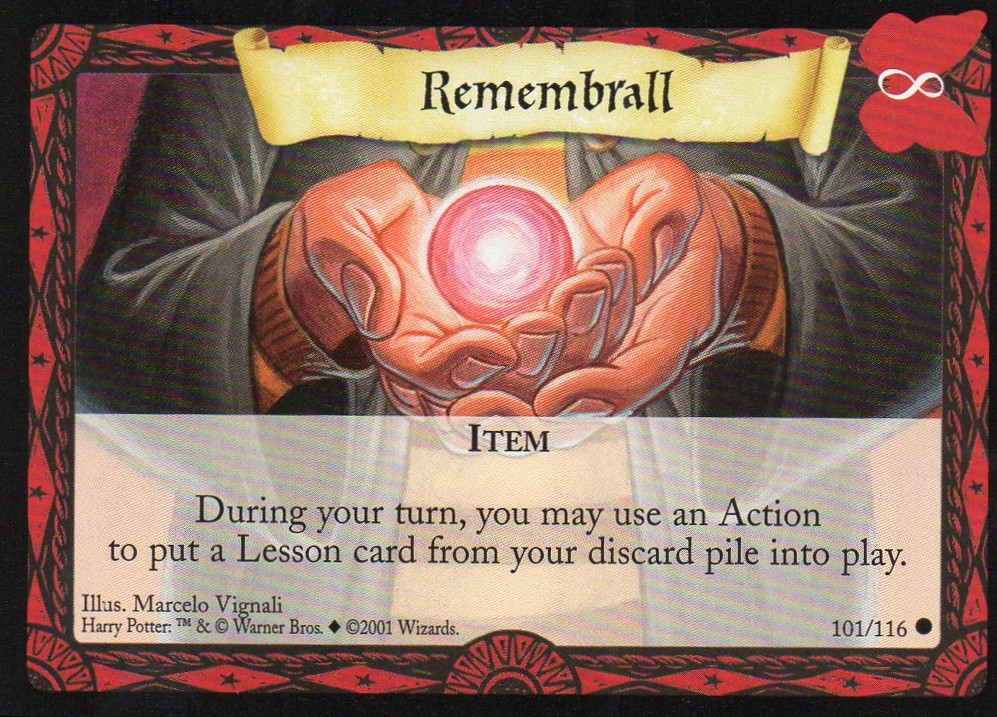 Remembrall
∞
ITEM
During your turn, you may use an Action
to put a Lesson card from your discard pile into play.
Illus. Marcelo Vignali
Harry Potter: ™ & © Warner Bros. ◆ ©2001 Wizards.
101/116 ●